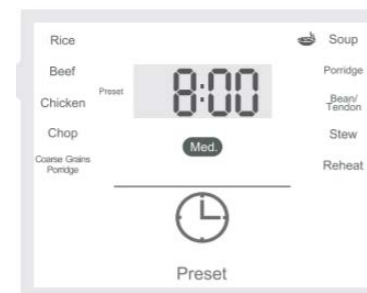 Rice
Beef
Chicken
Chop
Coarse Grains
Porridge
Preset
8:00
Med.
Soup
Porridge
Bean/
Tendon
Stew
Reheat
Preset